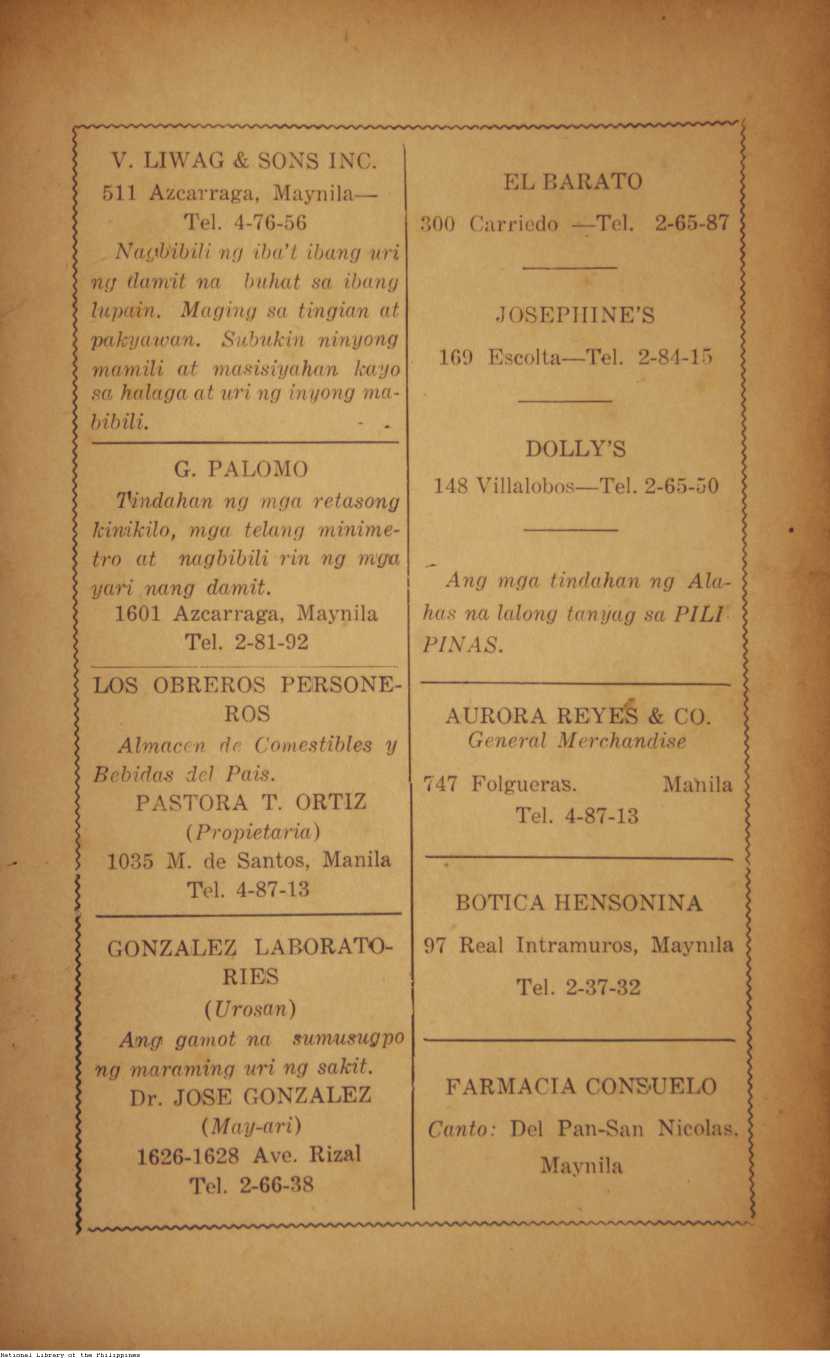 V. LIWAG & SONS INC.
511 Azcarraga, Maynila—
Tel. 4-76-56
Nagbibili ng iba't ibang uri
ng damit na buhat sa ibang
lupain. Maging sa tingian at
pakyawan. Subukin ninyong
mamili at masisiyahan kayo
sa halaga at uri ng inyong ma-
bibili.
G. PALOMO
Tindahan ng mga retasong
kinikilo, mga telang minime-
tro at nagbibili rin ng mga
yari nang damit.
1601 Azcarraga, Maynila
Tel. 2-81-92
LOS OBREROS PERSONE-
ROS
Almacen de Comestibles y
Bebidas del Pais.
PASTORA T. ORTIZ
(Propietaria)
1035 M. de Santos, Manila
Tel. 4-87-13
GONZALEZ LABORATO-
RIES
(Urosan)
Ang gamot na sumusugpo
ng maraming uri ng sakit.
Dr. JOSE GONZALEZ
(May-ari)
1626-1628 Ave. Rizal
Tel. 2-66-38
EL BARATO
300 Carriedo —Tel. 2-65-87
JOSEPHINE'S
169 Escolta—Tel. 2-84-15
DOLLY'S
148 Villalobos—Tel. 2-65-50
Ang mga tindahan ng Ala-
has na lalong tanyag sa PILI
PINAS.
AURORA REYES & CO.
General Merchandise
747 Folgueras. Manila
Tel. 4-87-13
BOTICA HENSONINA
97 Real Intramuros, Maynila
Tel. 2-37-32
FARMACIA CONSUELO
Canto: Del Pan-San Nicolas.
Maynila
National Library of the Philippines